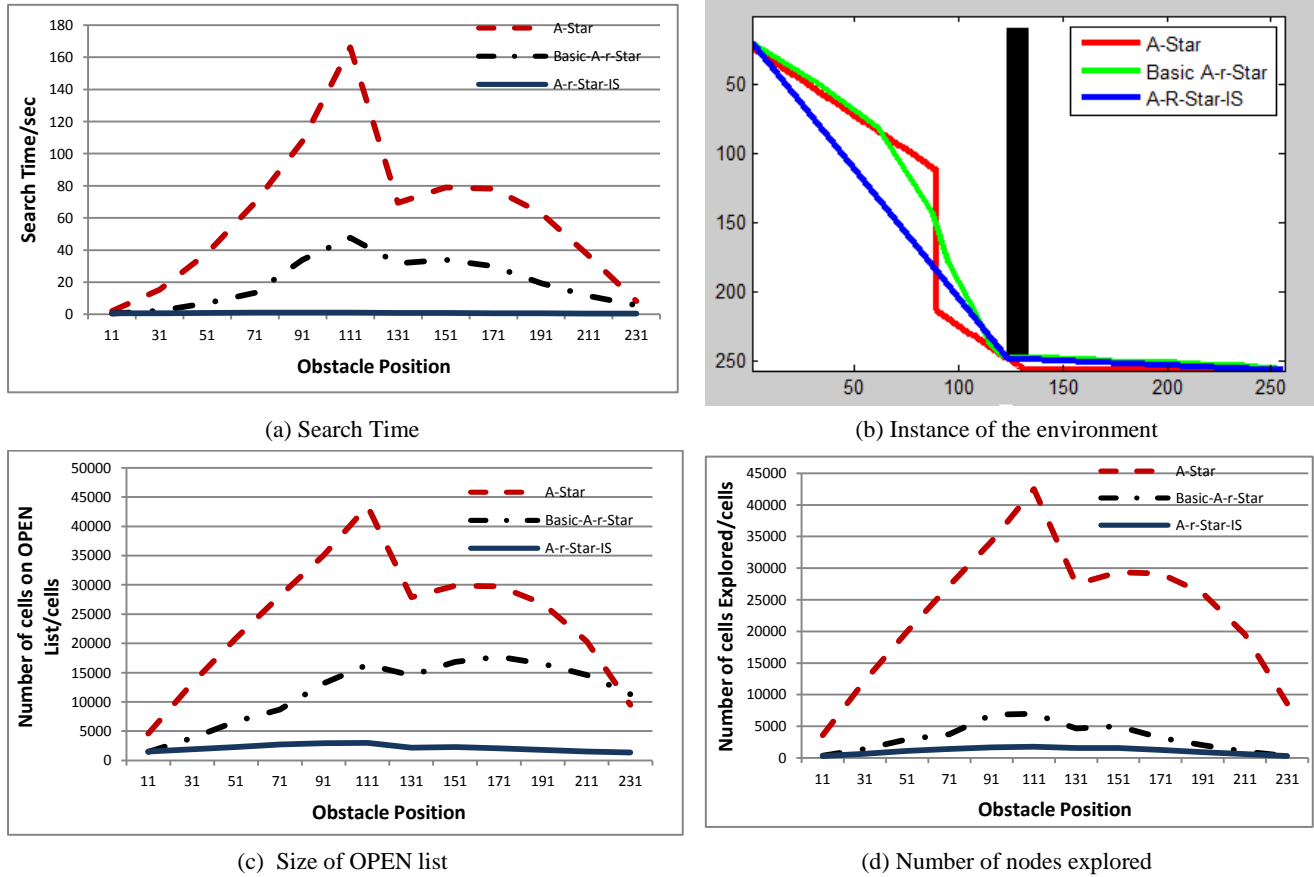 180
160
140
120
100
80
60
40
20
0
Search Time/sec
A-Star
Basic-A-r-Star
A-r-Star-IS
11 31 51 71 91 111 131 151 171 191 211 231
Obstacle Position
(a) Search Time
50
100
150
200
250
A-Star
Basic A-r-Star
A-R-Star-IS
50 100 150 200 250
(b) Instance of the environment
50000
45000
40000
35000
30000
25000
20000
15000
10000
5000
0
Number of cells on OPEN
List/cells
A-Star
Basic-A-r-Star
A-r-Star-IS
11 31 51 71 91 111 131 151 171 191 211 231
Obstacle Position
(c) Size of OPEN list
45000
40000
35000
30000
25000
20000
15000
10000
5000
0
Number of cells Explored/cells
A-Star
Basic-A-r-Star
A-r-Star-IS
11 31 51 71 91 111 131 151 171 191 211 231
Obstacle Position
(d) Number of nodes explored